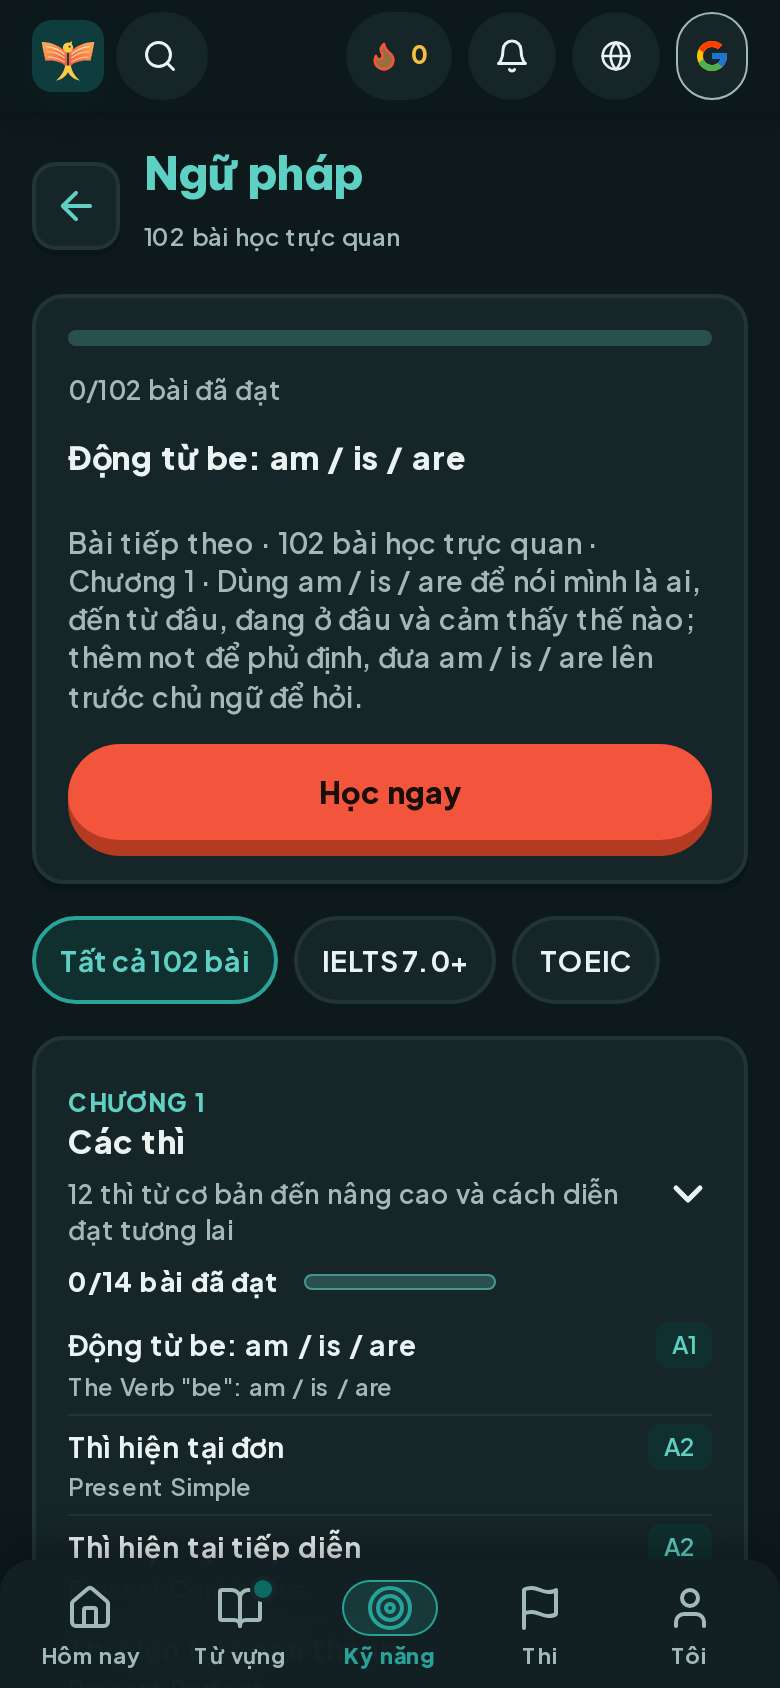 0
Ngữ pháp
102 bài học trực quan
0/102 bài đã đạt
Động từ be: am / is / are
Bài tiếp theo · 102 bài học trực quan ·
Chương 1 · Dùng am / is / are để nói mình là ai,
đến từ đâu, đang ở đâu và cảm thấy thế nào;
thêm not để phủ định, đưa am / is / are lên
trước chủ ngữ để hỏi.
Học ngay
Tất cả 102 bài
IELTS 7.0+
TOEIC
CHƯƠNG 1
Các thì
12 thì từ cơ bản đến nâng cao và cách diễn
đạt tương lai
0/14 bài đã đạt
Động từ be: am / is / are
A1
The Verb "be": am / is / are
Thì hiện tại đơn
A2
Present Simple
Thì hiện tại tiếp diễn
A2
Hôm nay
Từ vựng
Kỹ năng
Thi
Tôi